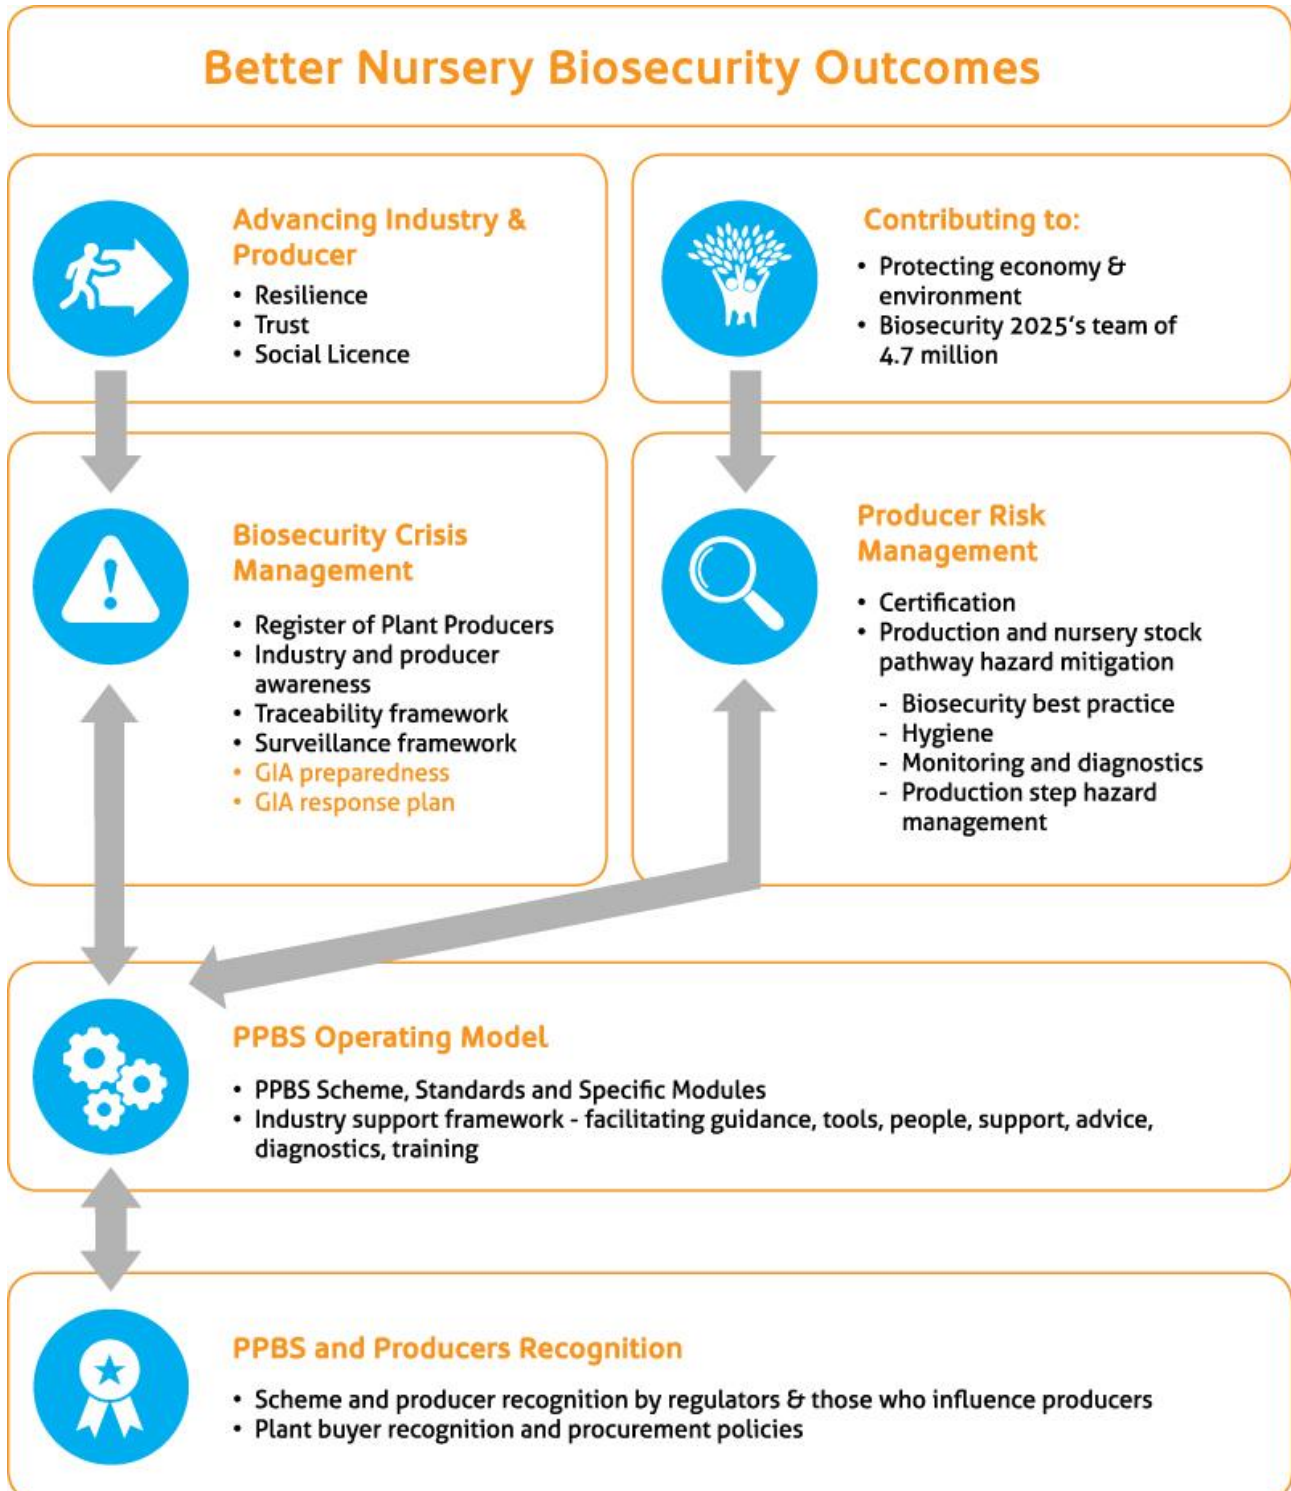 Better Nursery Biosecurity Outcomes
Advancing Industry &
Producer
• Resilience
• Trust
• Social Licence
Contributing to:
• Protecting economy &
environment
• Biosecurity 2025's team of
4.7 million
Biosecurity Crisis
Management
• Register of Plant Producers
• Industry and producer
awareness
• Traceability framework
• Surveillance framework
• GIA preparedness
• GIA response plan
Producer Risk
Management
• Certification
• Production and nursery stock
pathway hazard mitigation
- Biosecurity best practice
- Hygiene
- Monitoring and diagnostics
- Production step hazard
management
PPBS Operating Model
• PPBS Scheme, Standards and Specific Modules
• Industry support framework - facilitating guidance, tools, people, support, advice,
diagnostics, training
PPBS and Producers Recognition
• Scheme and producer recognition by regulators & those who influence producers
• Plant buyer recognition and procurement policies